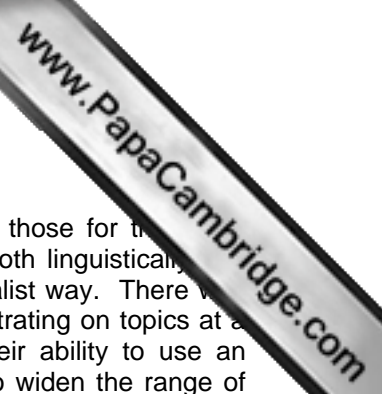 www.PapaCambridge.com
those for
oth linguistically
alist way. There
trating on topics at a
eir ability to use an
o widen the range of